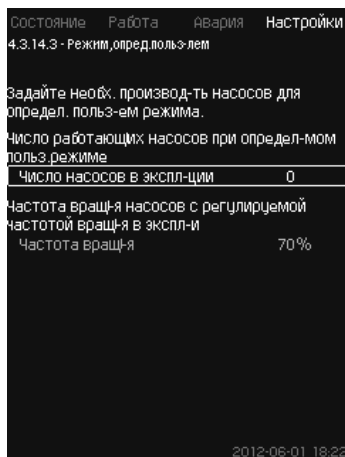 Состояние Работа Авария Настройки
4.3.14.3 - Режим,опред.польз-лем
Задайте необх. производ-ть насосов для
определ. польз-ем режима.
Число работающих насосов при определ-мом
польз.режиме
Число насосов в экспл-ции 0
Частота вращ-я насосов с регулируемой
частотой вращ-я в экспл-и
Частота вращ-я 70%
2012-06-01 18:22